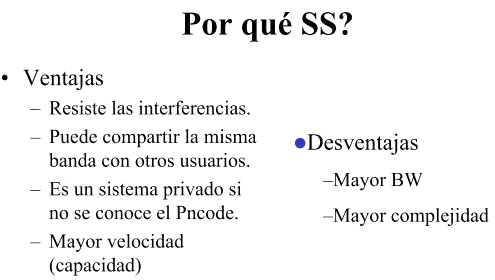 Por qué SS?
• Ventajas
– Resiste las interferencias.
– Puede compartir la misma
banda con otros usuarios.
– Es un sistema privado si
no se conoce el Pncode.
– Mayor velocidad
(capacidad)
●Desventajas
–Mayor BW
–Mayor complejidad